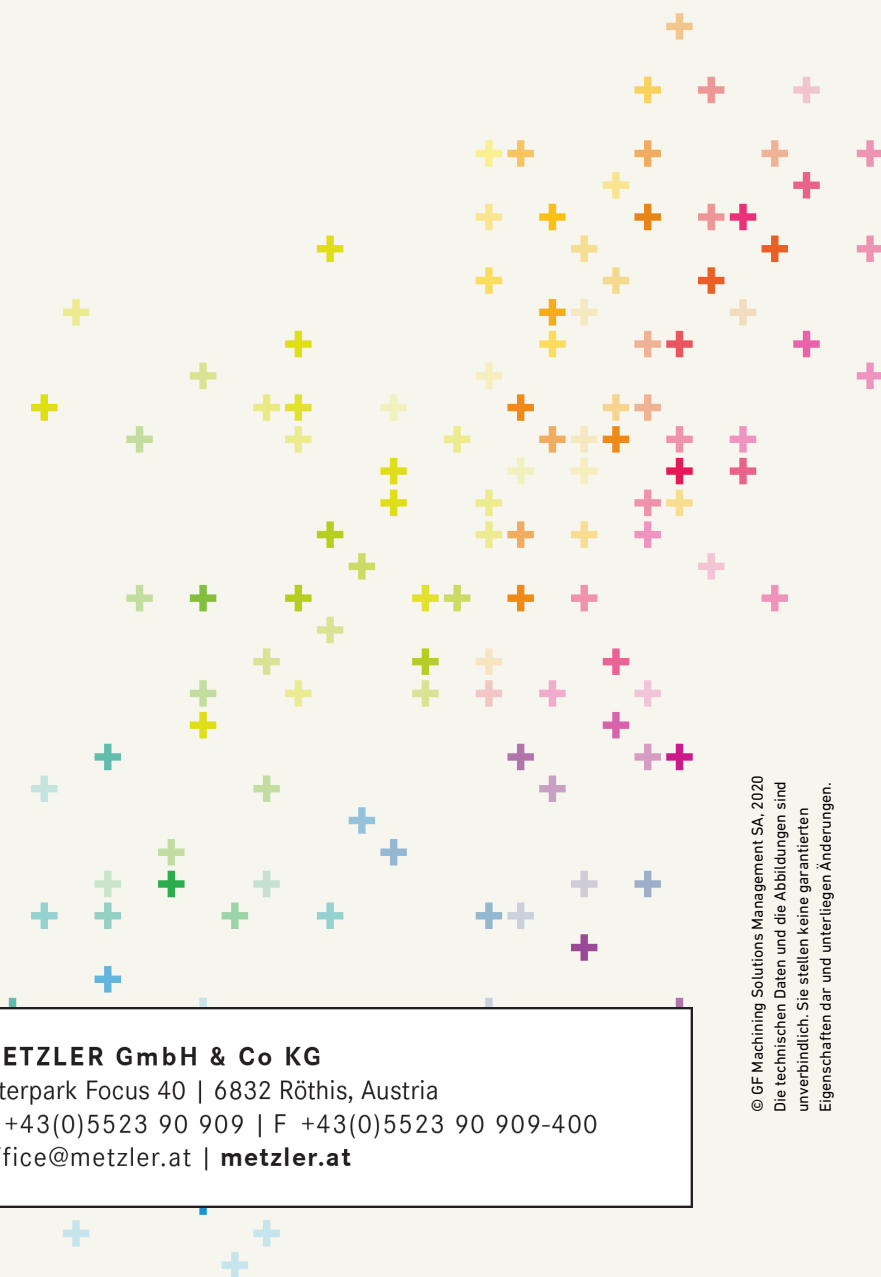 © GF Machining Solutions Management SA, 2020
Die technischen Daten und die Abbildungen sind
unverbindlich. Sie stellen keine garantierten
Eigenschaften dar und unterliegen Änderungen.
ETZLER GmbH & Co KG
terpark Focus 40 | 6832 Röthis, Austria
+43(0)5523 90 909 | F +43(0)5523 90 909-400
fice@metzler.at | metzler.at